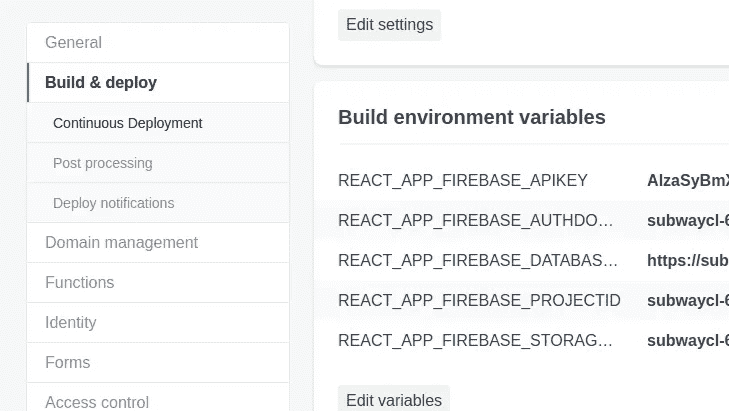 General
Build & deploy
Continuous Deployment
Post processing
Deploy notifications
Domain management
Functions
Identity
Forms
Access control
Edit settings
Build environment variables
REACT_APP_FIREBASE_APIKEY AIzaSyBmX
REACT_APP_FIREBASE_AUTHDO… subwaycl-6
REACT_APP_FIREBASE_DATABAS… https://sub
REACT_APP_FIREBASE_PROJECTID subwaycl-6
REACT_APP_FIREBASE_STORAG… subwaycl-6
Edit variables